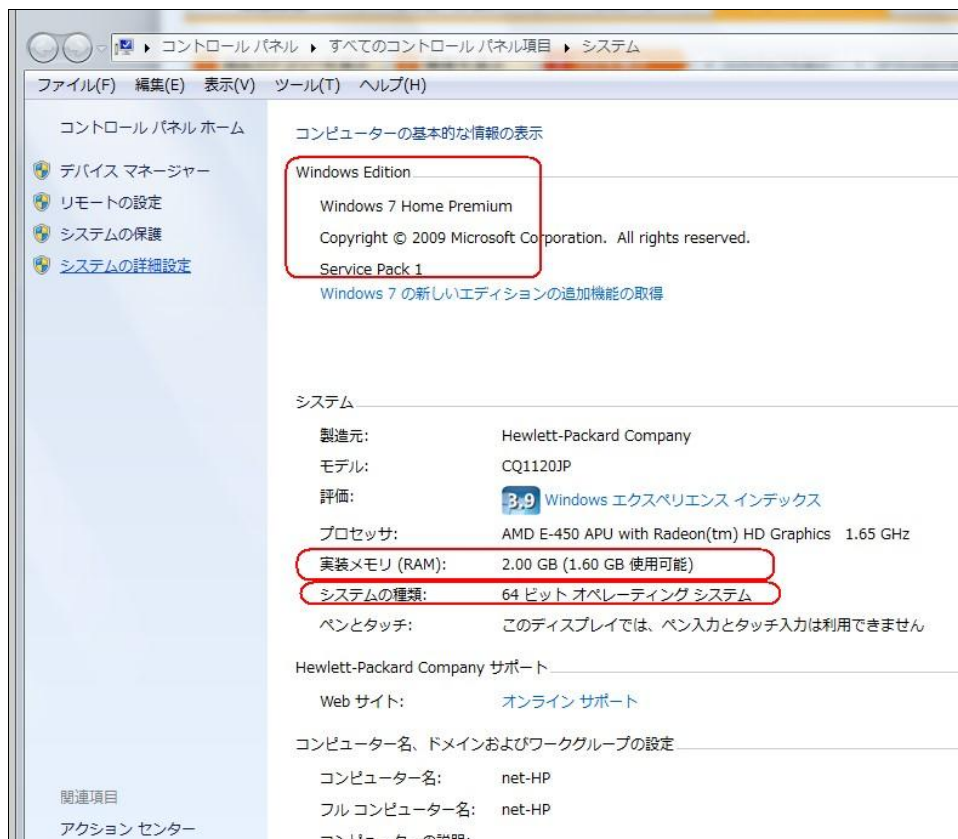 コントロール パネル ▸ すべてのコントロール パネル項目 ▸ システム
ファイル(F) 編集(E) 表示(V) ツール(T) ヘルプ(H)
コントロール パネル ホーム
デバイス マネージャー
リモートの設定
システムの保護
システムの詳細設定
コンピューターの基本的な情報の表示
Windows Edition
Windows 7 Home Premium
Copyright © 2009 Microsoft Corporation. All rights reserved.
Service Pack 1
Windows 7 の新しいエディションの追加機能の取得
システム
製造元: Hewlett-Packard Company
モデル: CQ1120JP
評価: 3.9 Windows エクスペリエンス インデックス
プロセッサ: AMD E-450 APU with Radeon(tm) HD Graphics 1.65 GHz
実装メモリ (RAM): 2.00 GB (1.60 GB 使用可能)
システムの種類: 64 ビット オペレーティング システム
ペンとタッチ: このディスプレイでは、ペン入力とタッチ入力は利用できません
Hewlett-Packard Company サポート
Web サイト: オンライン サポート
コンピューター名、ドメインおよびワークグループの設定
コンピューター名: net-HP
フル コンピューター名: net-HP
コンピューターの説明:
関連項目
アクション センター